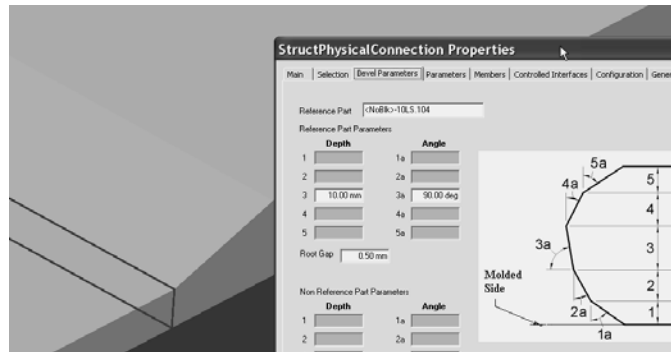 StructPhysicalConnection Properties
Main Selection Devel Parameters Parameters Members Controlled Interfaces Configuration Gener
Reference Part <NoBlk>-10LS.104
Reference Part Parameters
Depth Angle
1 1a
2 2a
3 10.00 mm 3a 90.00 deg
4 4a
5 5a
Root Gap 0.50 mm
Non Reference Part Parameters
Depth Angle
1 1a
2 2a
5a
5
4a
4
3a
3
Molded
Side
2
2a
1
1a